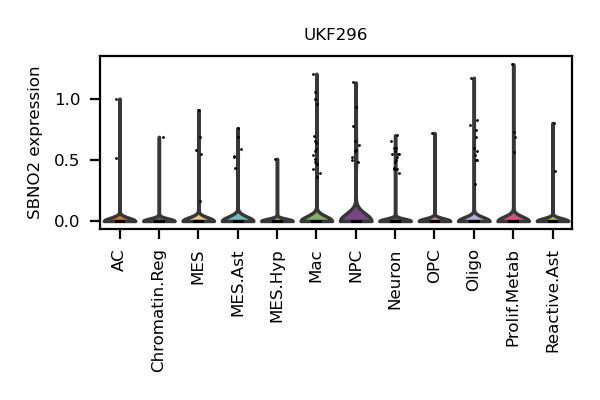 UKF296
SBNO2 expression
1.0
0.5
0.0
AC
Chromatin.Reg
MES
MES.Ast
MES.Hyp
Mac
NPC
Neuron
OPC
Oligo
Prolif.Metab
Reactive.Ast